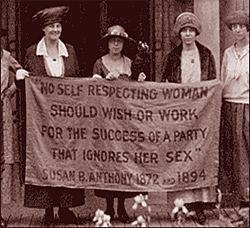 "NO SELF RESPECTING WOMAN
SHOULD WISH OR WORK
FOR THE SUCCESS OF A PARTY
THAT IGNORES HER SEX"
SUSAN B. ANTHONY 1872 AND 1894